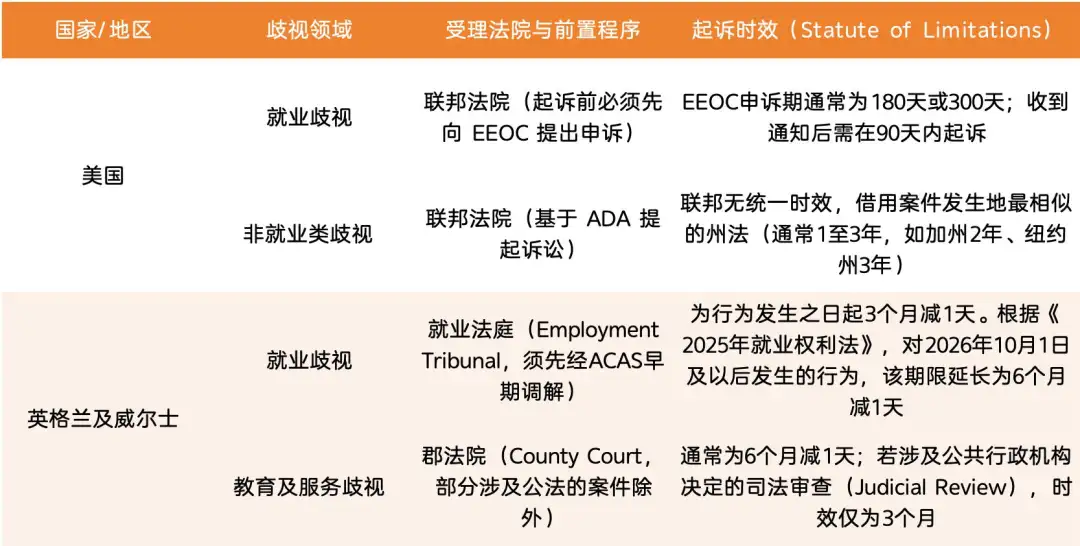 国家/地区
歧视领域
受理法院与前置程序
起诉时效（Statute of Limitations）
美国
就业歧视
联邦法院（起诉前必须先
向 EEOC 提出申诉）
EEOC申诉期通常为180天或300天；收到
通知后需在90天内起诉
非就业类歧视
联邦法院（基于 ADA 提
起诉讼）
联邦无统一时效，借用案件发生地最相似
的州法（通常1至3年，如加州2年、纽约
州3年）
英格兰及威尔士
就业歧视
就业法庭（Employment
Tribunal，须先经ACAS早
期调解）
为行为发生之日起3个月减1天。根据《
2025年就业权利法》，对2026年10月1日
及以后发生的行为，该期限延长为6个月
减1天
教育及服务歧视
郡法院（County Court，
部分涉及公法的案件除
外）
通常为6个月减1天；若涉及公共行政机构
决定的司法审查（Judicial Review），时
效仅为3个月